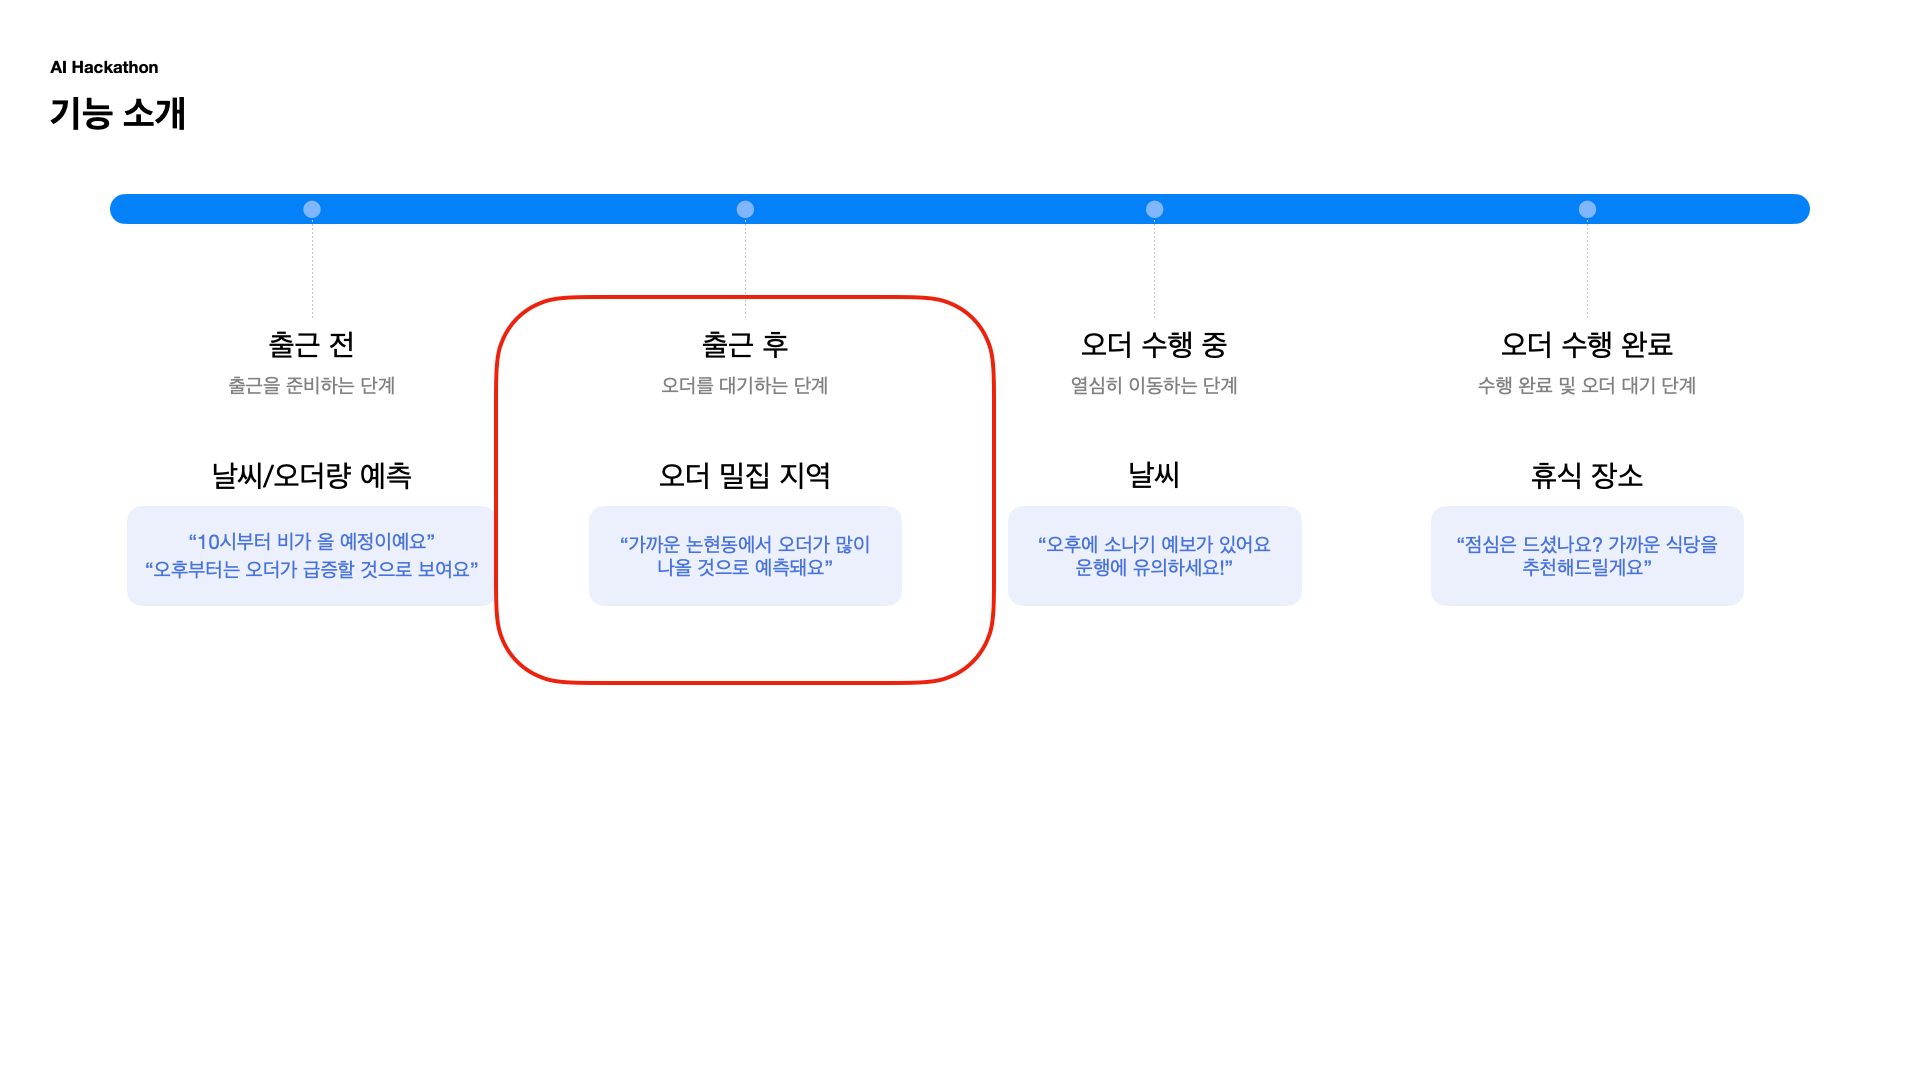 AI Hackathon
기능 소개
출근 전
출근을 준비하는 단계
날씨/오더량 예측
“10시부터 비가 올 예정이예요”
“오후부터는 오더가 급증할 것으로 보여요”
출근 후
오더를 대기하는 단계
오더 밀집 지역
“가까운 논현동에서 오더가 많이
나올 것으로 예측돼요”
오더 수행 중
열심히 이동하는 단계
날씨
“오후에 소나기 예보가 있어요
운행에 유의하세요!”
오더 수행 완료
수행 완료 및 오더 대기 단계
휴식 장소
“점심은 드셨나요? 가까운 식당을
추천해드릴게요”